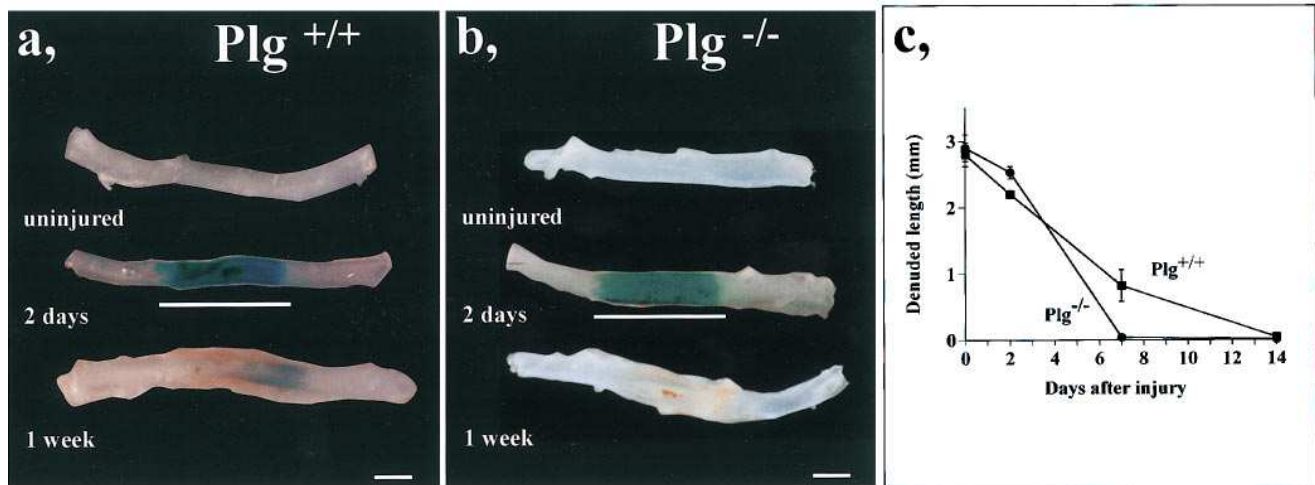 a, Plg +/+
uninjured
2 days
1 week
b, Plg -/-
uninjured
2 days
1 week
c,
Denuded length (mm)
3
2
1
0
Plg+/+
Plg-/-
0 2 4 6 8 10 12 14
Days after injury